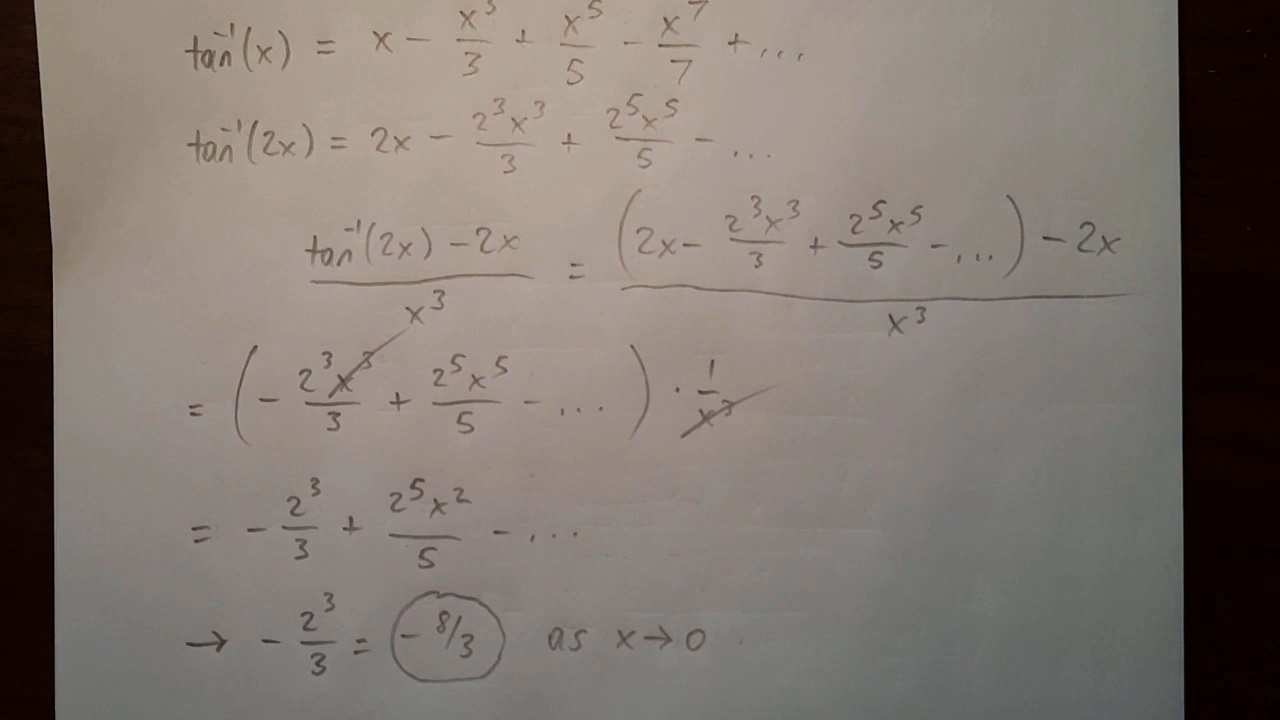 tan⁻¹(x) = x − x³/3 + x⁵/5 − x⁷/7 + ...
tan⁻¹(2x) = 2x − 2³x³/3 + 2⁵x⁵/5 − ...
(tan⁻¹(2x) − 2x)/x³ = ((2x − 2³x³/3 + 2⁵x⁵/5 − ...) − 2x)/x³
= (− 2³x³/3 + 2⁵x⁵/5 − ...) · 1/x³
= − 2³/3 + 2⁵x²/5 − ...
→ − 2³/3 = −8/3 as x → 0